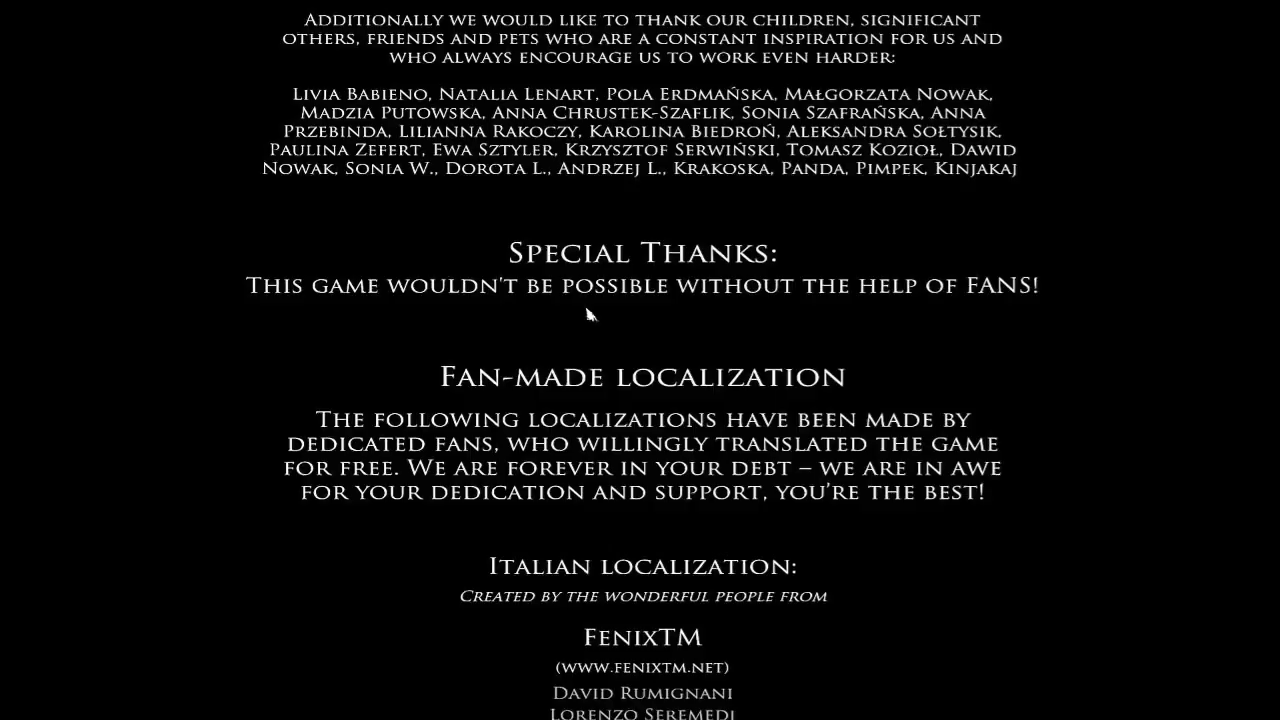 Additionally we would like to thank our children, significant
others, friends and pets who are a constant inspiration for us and
who always encourage us to work even harder:
Livia Babieno, Natalia Lenart, Pola Erdmańska, Małgorzata Nowak,
Madzia Putowska, Anna Chrustek-Szaflik, Sonia Szafrańska, Anna
Przebinda, Lilianna Rakoczy, Karolina Biedroń, Aleksandra Sołtysik,
Paulina Zefert, Ewa Sztyler, Krzysztof Serwiński, Tomasz Kozioł, Dawid
Nowak, Sonia W., Dorota L., Andrzej L., Krakoska, Panda, Pimpek, Kinjakaj
Special Thanks:
This game wouldn't be possible without the help of FANS!
Fan-made localization
The following localizations have been made by
dedicated fans, who willingly translated the game
for free. We are forever in your debt – we are in awe
for your dedication and support, you're the best!
Italian localization:
Created by the wonderful people from
FenixTM
(www.fenixtm.net)
David Rumignani
Lorenzo Seremedi